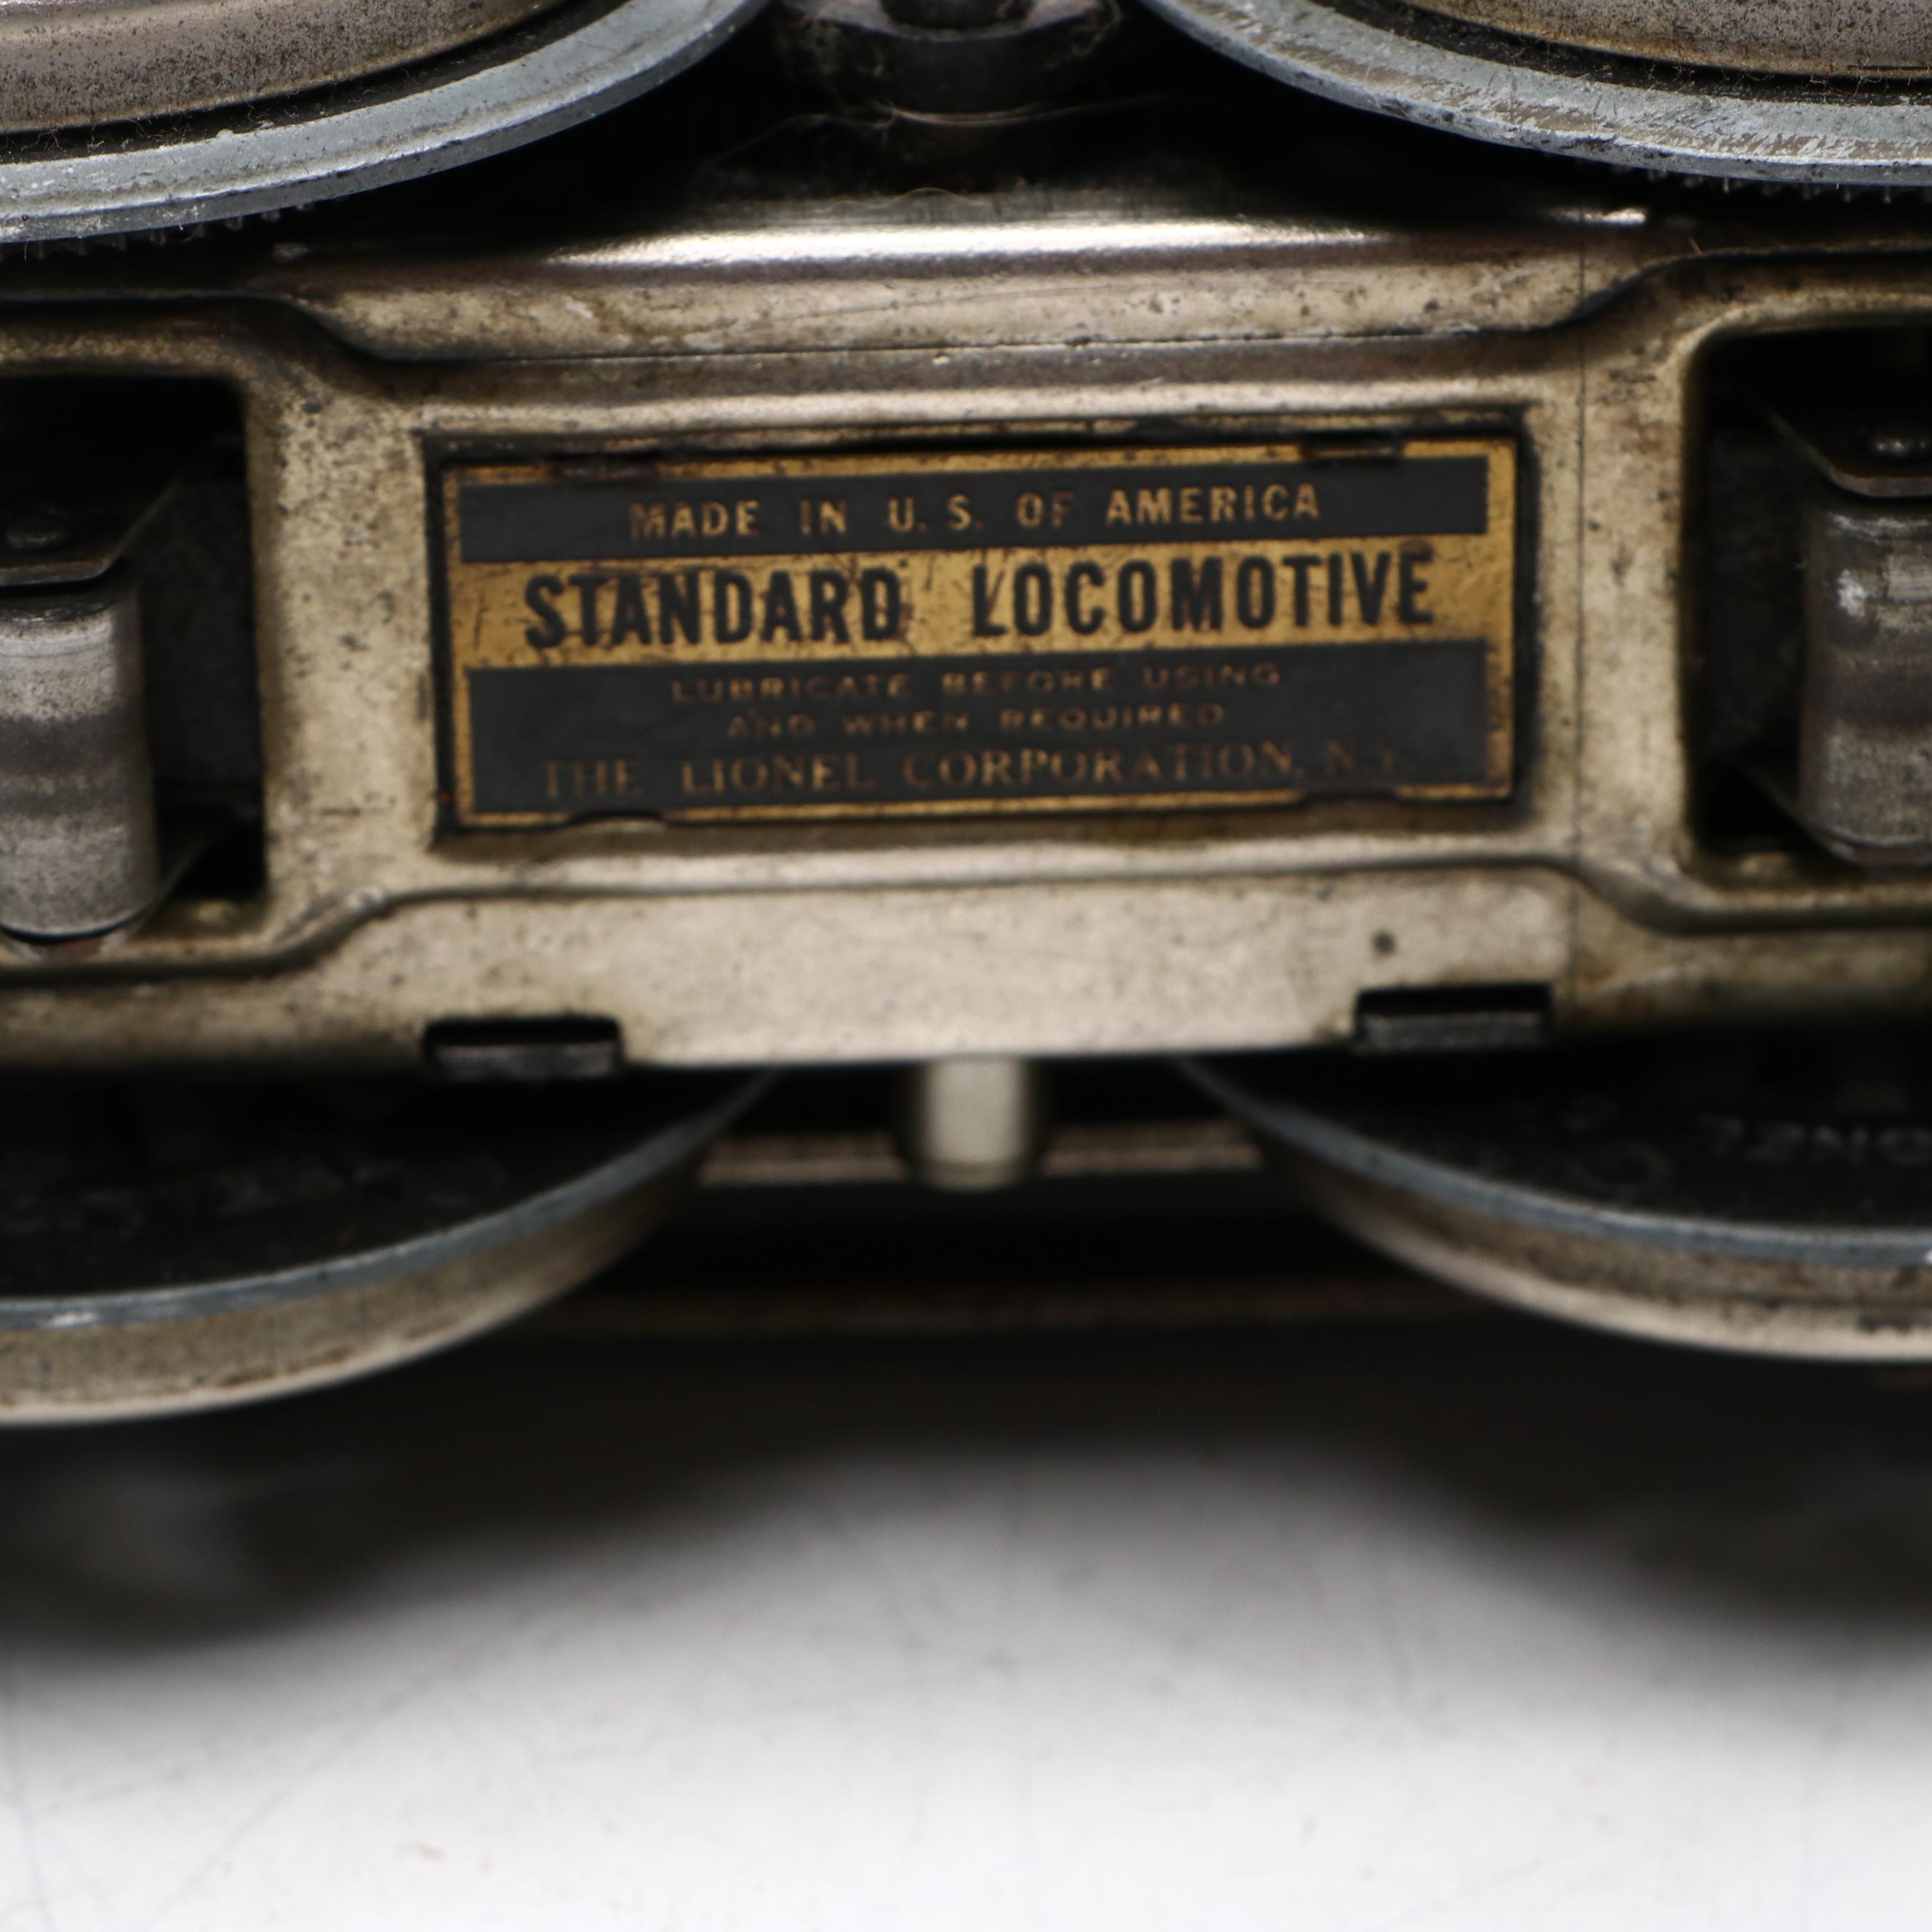 MADE IN U. S. OF AMERICA
STANDARD LOCOMOTIVE
LUBRICATE BEFORE USING
AND WHEN REQUIRED
THE LIONEL CORPORATION, N.Y.